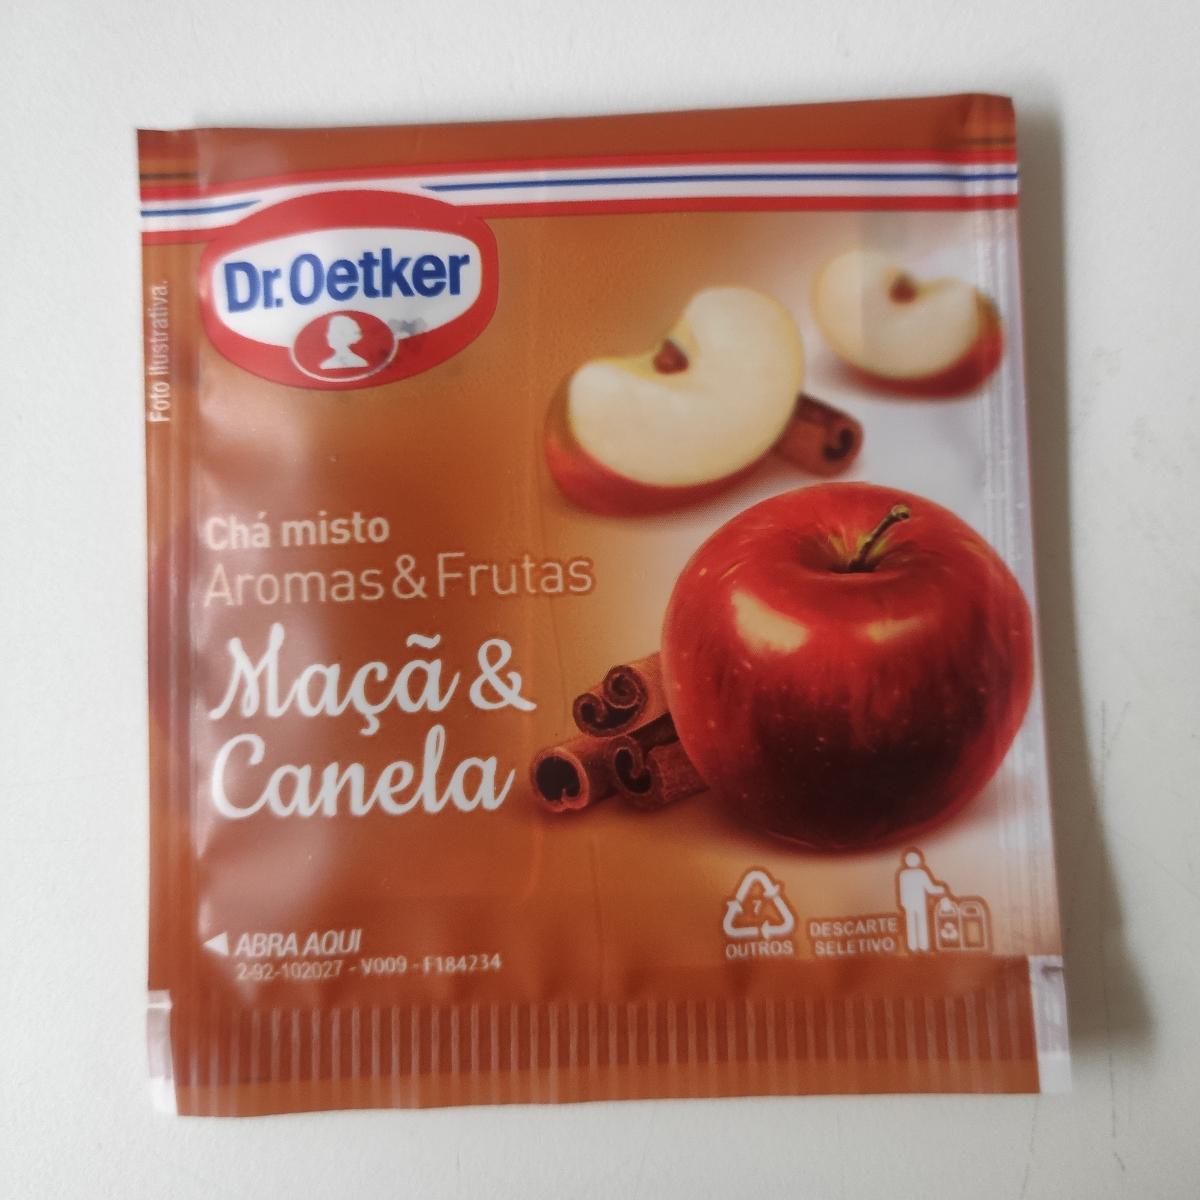 Dr. Oetker
Foto ilustrativa.
Chá misto
Aromas & Frutas
Maçã &
Canela
ABRA AQUI
2-92-102027 - V009 - F184234
7
OUTROS
DESCARTE
SELETIVO